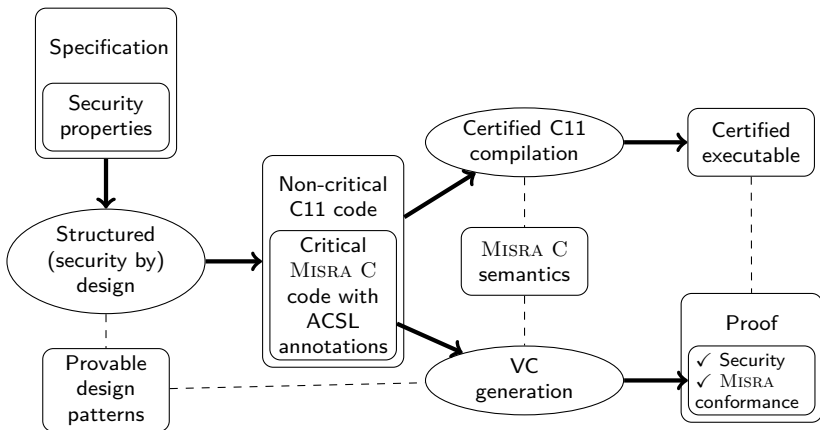 Specification
Security
properties
Structured
(security by)
design
Provable
design
patterns
Non-critical
C11 code
Critical
MISRA C
code with
ACSL
annotations
Certified C11
compilation
MISRA C
semantics
VC
generation
Certified
executable
Proof
✓ Security
✓ MISRA
conformance